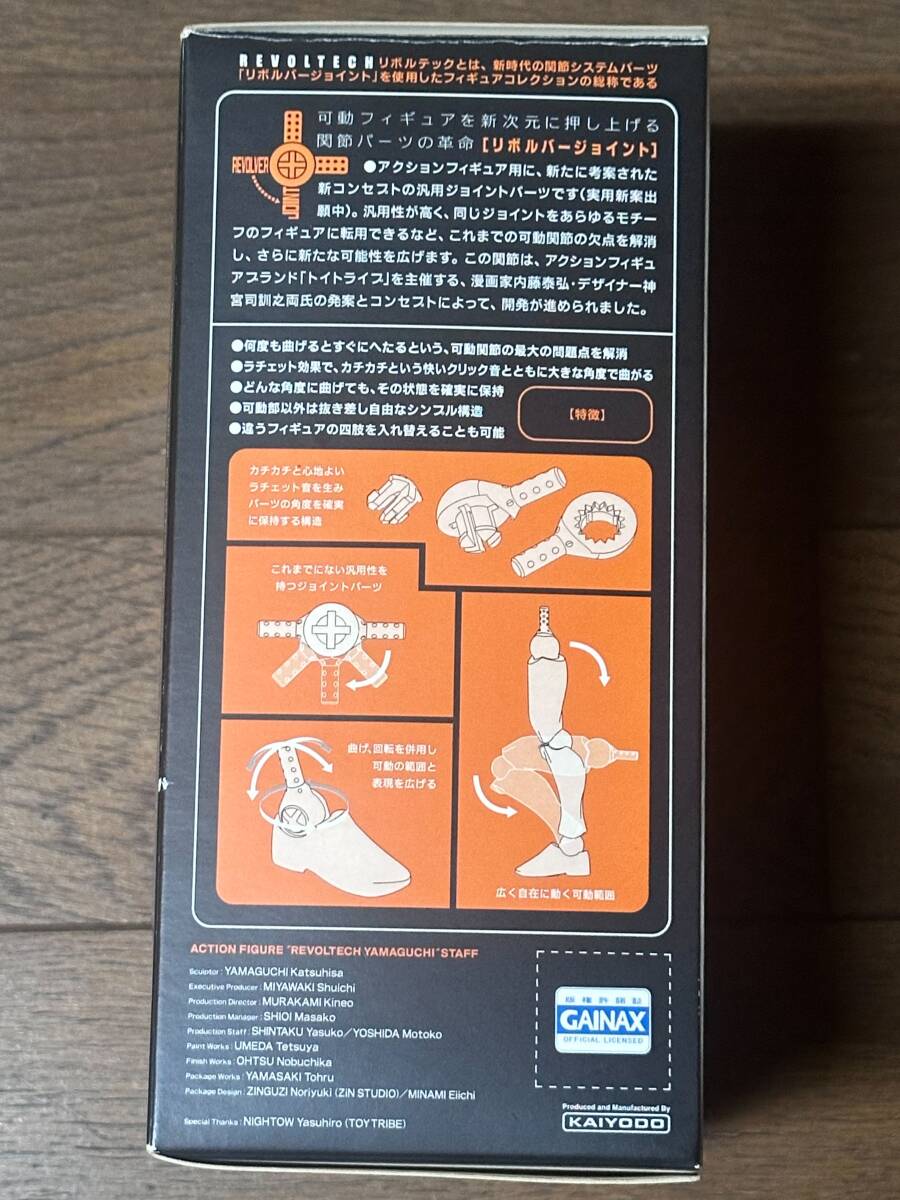 REVOLTECH リボルテックとは、新時代の関節システムパーツ
「リボルバージョイント」を使用したフィギュアコレクションの総称である
可動フィギュアを新次元に押し上げる
関節パーツの革命［リボルバージョイント］
REVOLVER
JOINT
●アクションフィギュア用に、新たに考案された
新コンセプトの汎用ジョイントパーツです（実用新案出
願中）。汎用性が高く、同じジョイントをあらゆるモチー
フのフィギュアに転用できるなど、これまでの可動関節の欠点を解消
し、さらに新たな可能性を広げます。この関節は、アクションフィギュ
アブランド「トイトライブ」を主催する、漫画家内藤泰弘・デザイナー神
宮司訓之両氏の発案とコンセプトによって、開発が進められました。
●何度も曲げるとすぐにへたるという、可動関節の最大の問題点を解消
●ラチェット効果で、カチカチという快いクリック音とともに大きな角度で曲がる
●どんな角度に曲げても、その状態を確実に保持
●可動部以外は抜き差し自由なシンプル構造
●違うフィギュアの四肢を入れ替えることも可能
【特徴】
カチカチと心地よい
ラチェット音を生み
パーツの角度を確実
に保持する構造
これまでにない汎用性を
持つジョイントパーツ
曲げ、回転を併用し
可動の範囲と
表現を広げる
広く自在に動く可動範囲
ACTION FIGURE "REVOLTECH YAMAGUCHI" STAFF
Sculptor : YAMAGUCHI Katsuhisa
Executive Producer : MIYAWAKI Shuichi
Production Director : MURAKAMI Kineo
Production Manager : SHIOI Masako
Production Staff : SHINTAKU Yasuko／YOSHIDA Motoko
Paint Works : UMEDA Tetsuya
Finish Works : OHTSU Nobuchika
Package Works : YAMASAKI Tohru
Package Design : ZINGUZI Noriyuki (ZiN STUDIO)／MINAMI Eiichi
Special Thanks : NIGHTOW Yasuhiro (TOY TRIBE)
GAINAX
OFFICIAL LICENSED
Produced and Manufactured By
KAIYODO